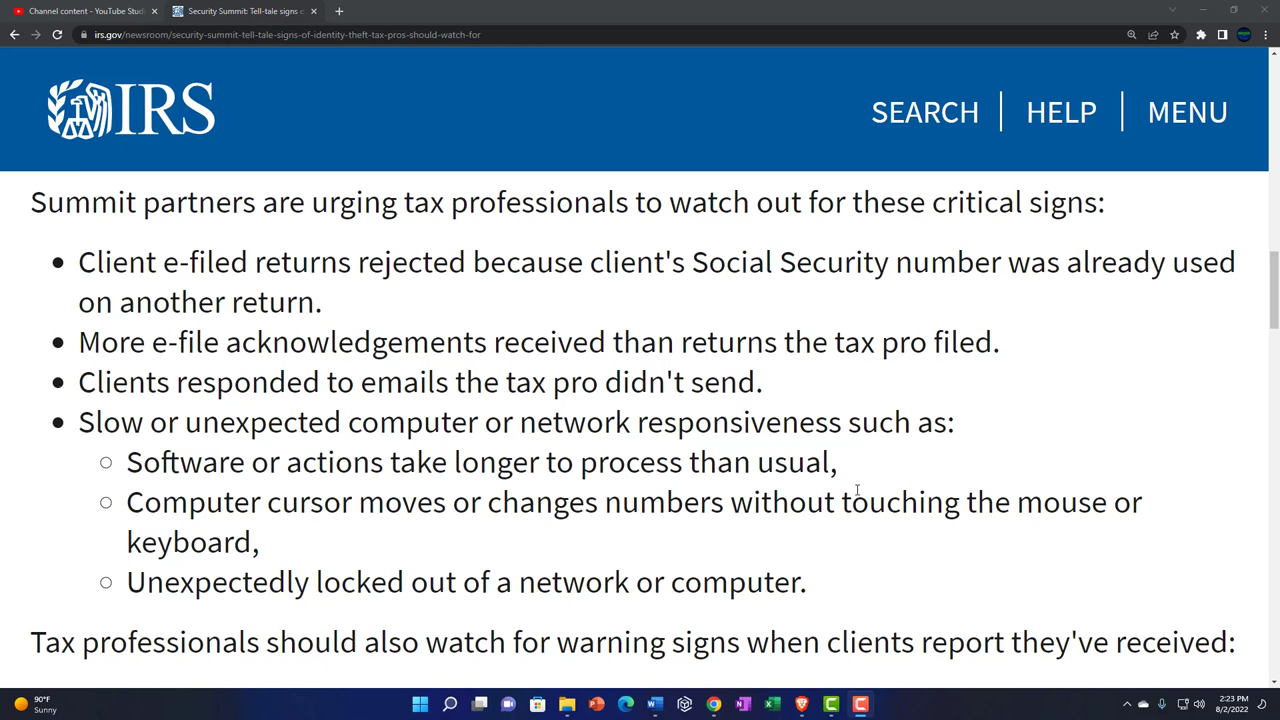 Channel content - YouTube Stud
Security Summit: Tell-tale signs o
irs.gov/newsroom/security-summit-tell-tale-signs-of-identity-theft-tax-pros-should-watch-for
IRS
SEARCH
HELP
MENU
Summit partners are urging tax professionals to watch out for these critical signs:
Client e-filed returns rejected because client's Social Security number was already used
on another return.
More e-file acknowledgements received than returns the tax pro filed.
Clients responded to emails the tax pro didn't send.
Slow or unexpected computer or network responsiveness such as:
Software or actions take longer to process than usual,
Computer cursor moves or changes numbers without touching the mouse or
keyboard,
Unexpectedly locked out of a network or computer.
Tax professionals should also watch for warning signs when clients report they've received:
90°F
Sunny
2:23 PM
8/2/2022